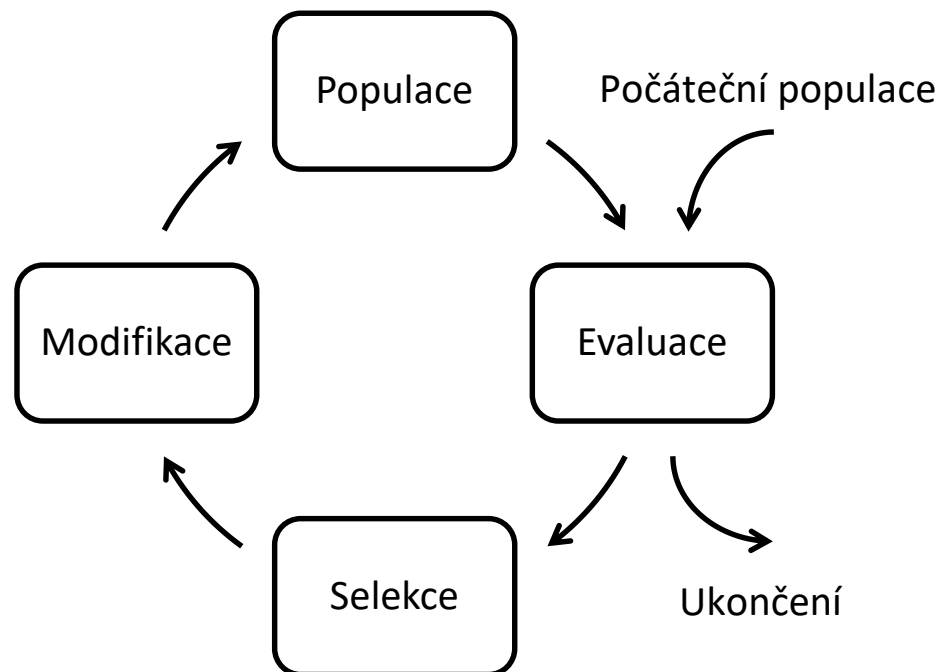 Populace
Počáteční populace
Modifikace
Evaluace
Selekce
Ukončení